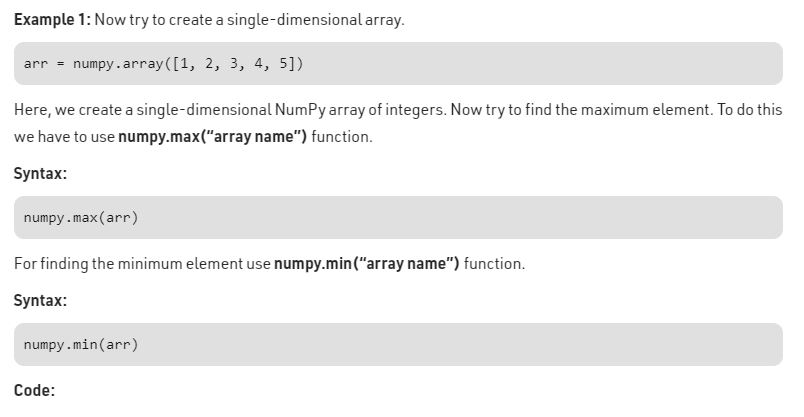 Example 1: Now try to create a single-dimensional array.
arr = numpy.array([1, 2, 3, 4, 5])
Here, we create a single-dimensional NumPy array of integers. Now try to find the maximum element. To do this
we have to use numpy.max(“array name”) function.
Syntax:
numpy.max(arr)
For finding the minimum element use numpy.min(“array name”) function.
Syntax:
numpy.min(arr)
Code: